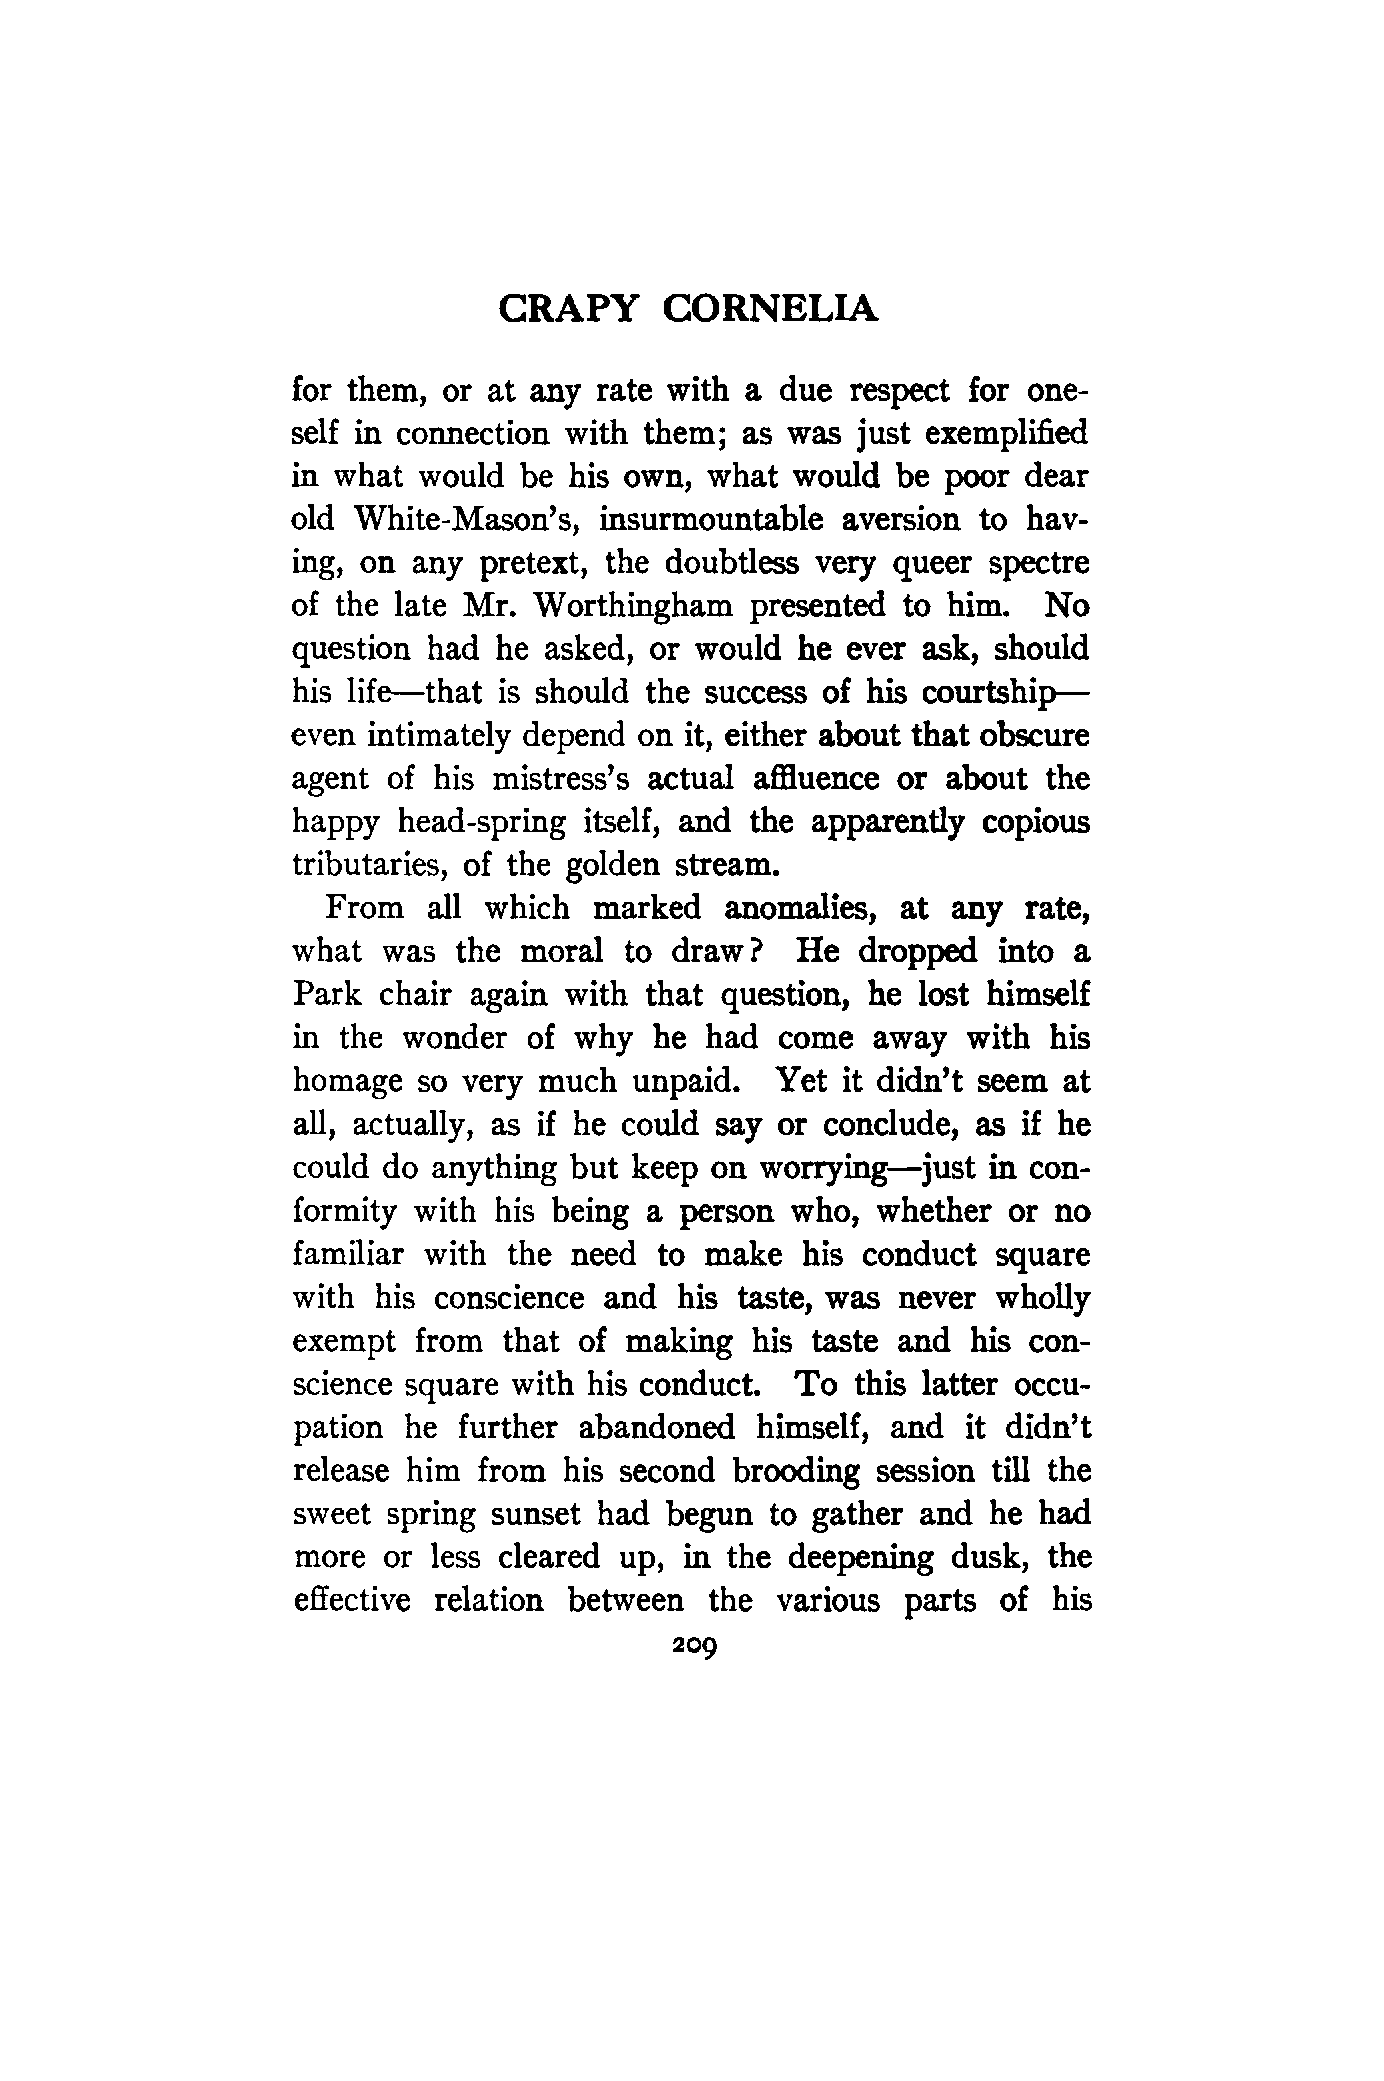 CRAPY CORNELIA
for them, or at any rate with a due respect for one-
self in connection with them; as was just exemplified
in what would be his own, what would be poor dear
old White-Mason's, insurmountable aversion to hav-
ing, on any pretext, the doubtless very queer spectre
of the late Mr. Worthingham presented to him. No
question had he asked, or would he ever ask, should
his life—that is should the success of his courtship—
even intimately depend on it, either about that obscure
agent of his mistress's actual affluence or about the
happy head-spring itself, and the apparently copious
tributaries, of the golden stream.
From all which marked anomalies, at any rate,
what was the moral to draw? He dropped into a
Park chair again with that question, he lost himself
in the wonder of why he had come away with his
homage so very much unpaid. Yet it didn't seem at
all, actually, as if he could say or conclude, as if he
could do anything but keep on worrying—just in con-
formity with his being a person who, whether or no
familiar with the need to make his conduct square
with his conscience and his taste, was never wholly
exempt from that of making his taste and his con-
science square with his conduct. To this latter occu-
pation he further abandoned himself, and it didn't
release him from his second brooding session till the
sweet spring sunset had begun to gather and he had
more or less cleared up, in the deepening dusk, the
effective relation between the various parts of his
209